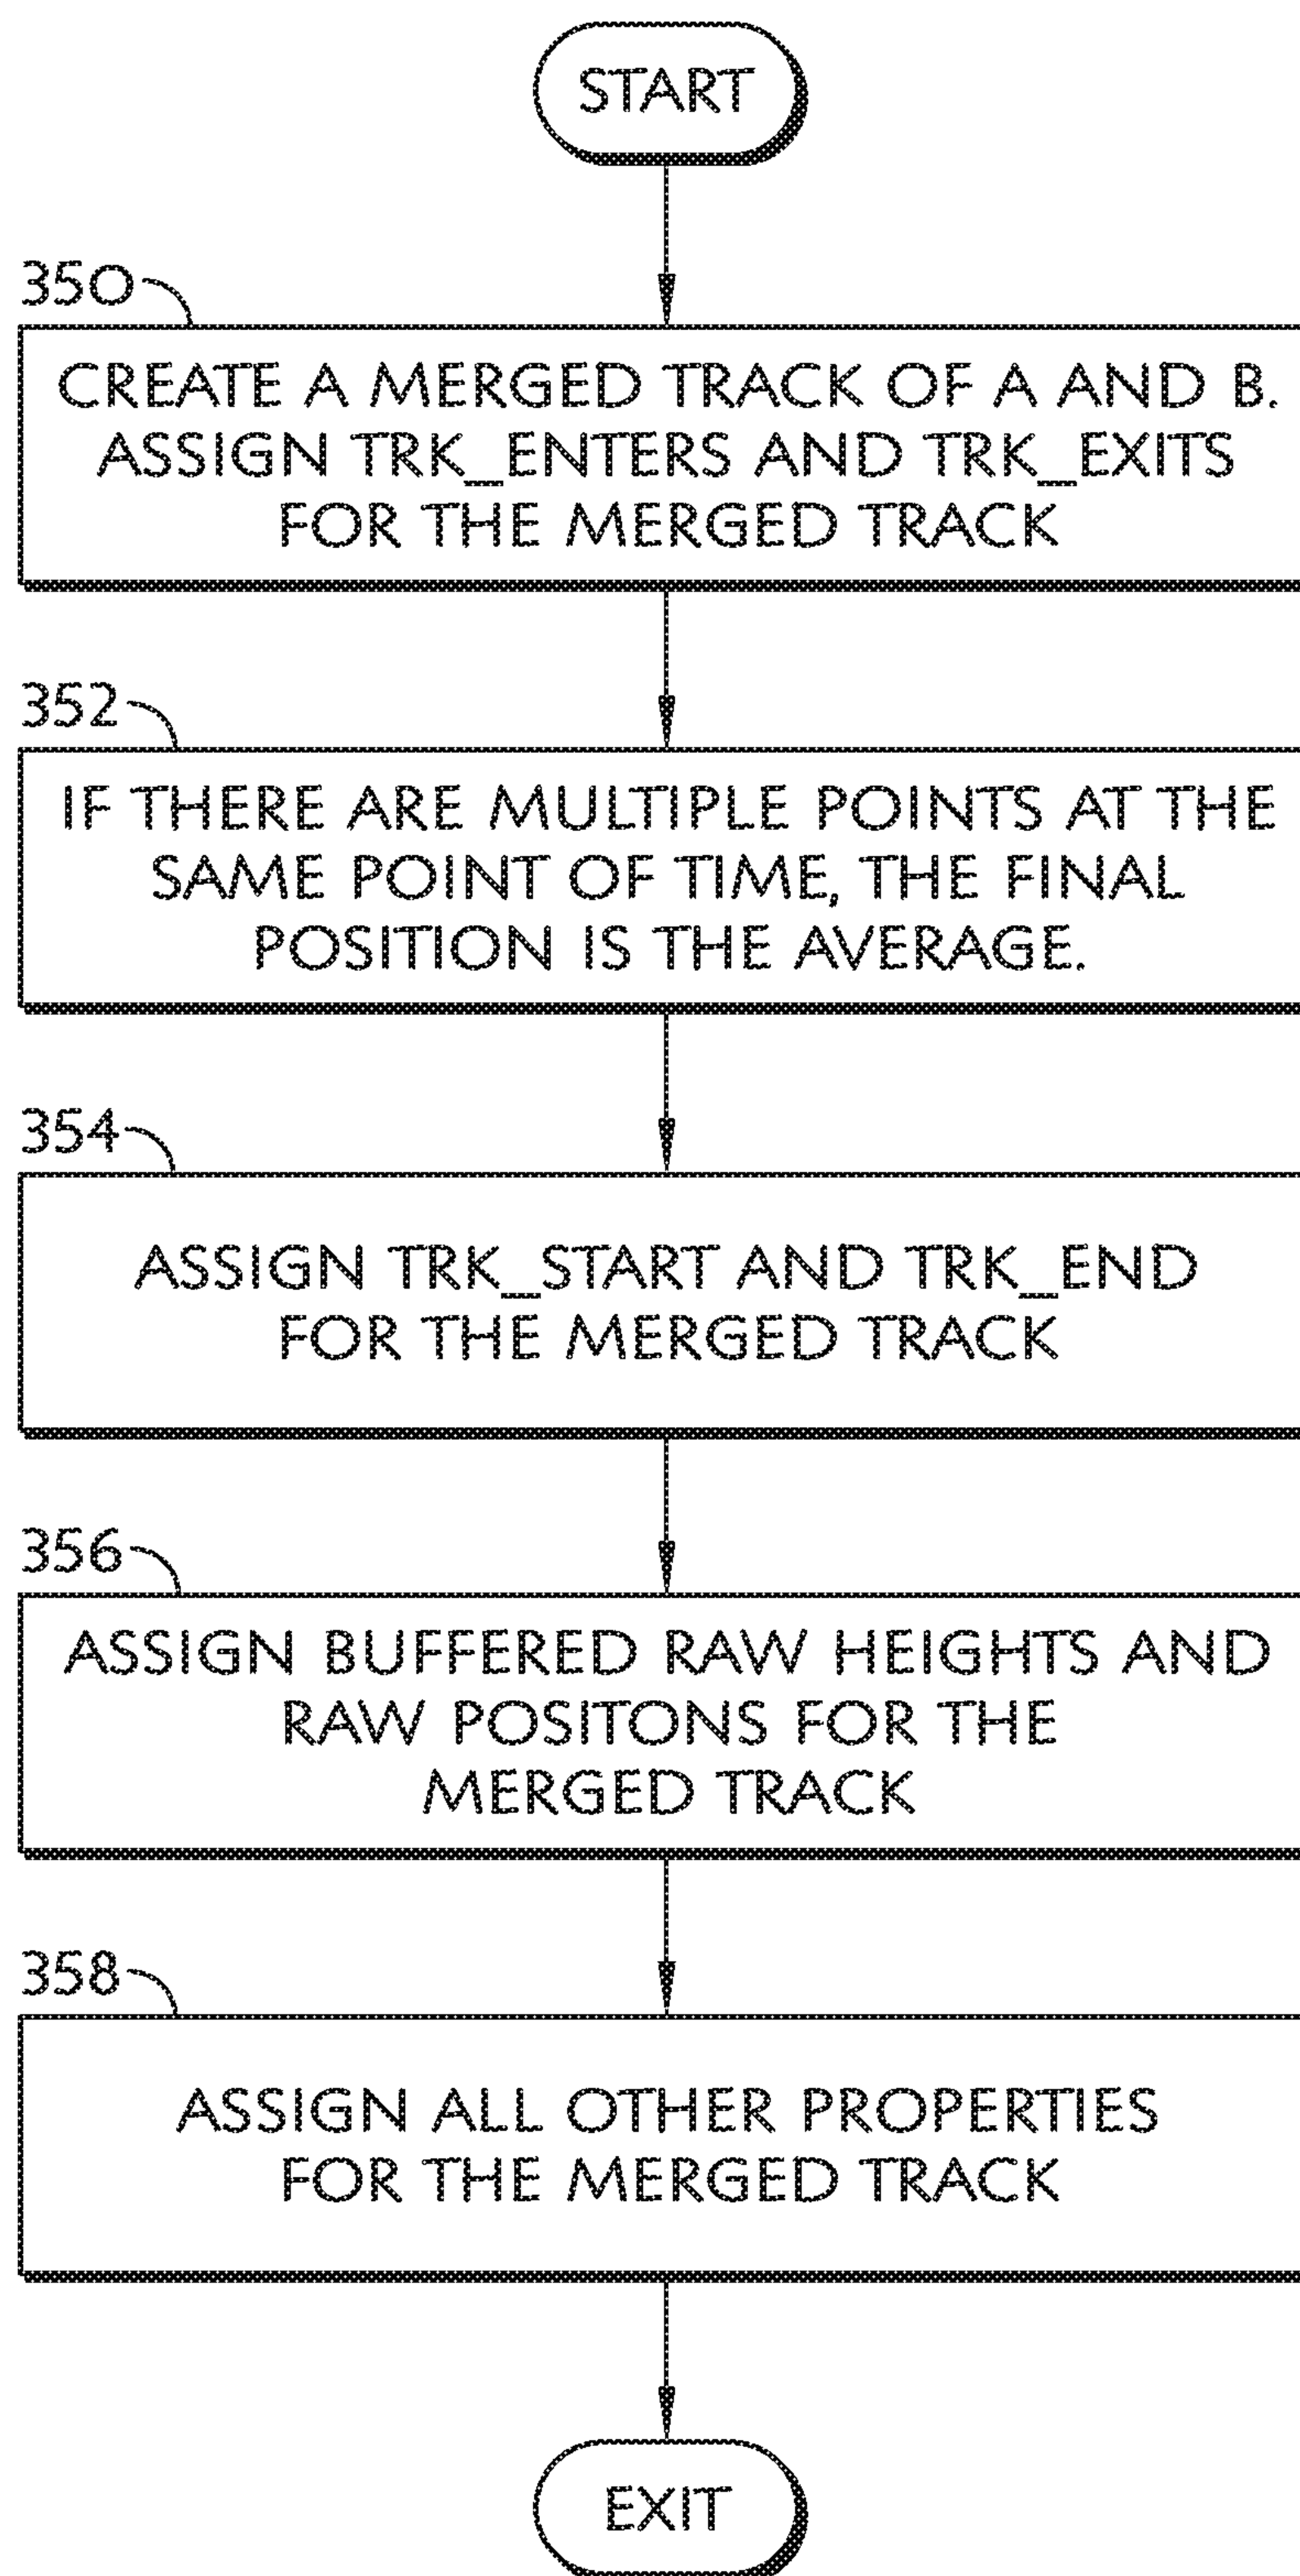 START
350
CREATE A MERGED TRACK OF A AND B.
ASSIGN TRK_ENTERS AND TRK_EXITS
FOR THE MERGED TRACK
352
IF THERE ARE MULTIPLE POINTS AT THE
SAME POINT OF TIME, THE FINAL
POSITION IS THE AVERAGE.
354
ASSIGN TRK_START AND TRK_END
FOR THE MERGED TRACK
356
ASSIGN BUFFERED RAW HEIGHTS AND
RAW POSITONS FOR THE
MERGED TRACK
358
ASSIGN ALL OTHER PROPERTIES
FOR THE MERGED TRACK
EXIT